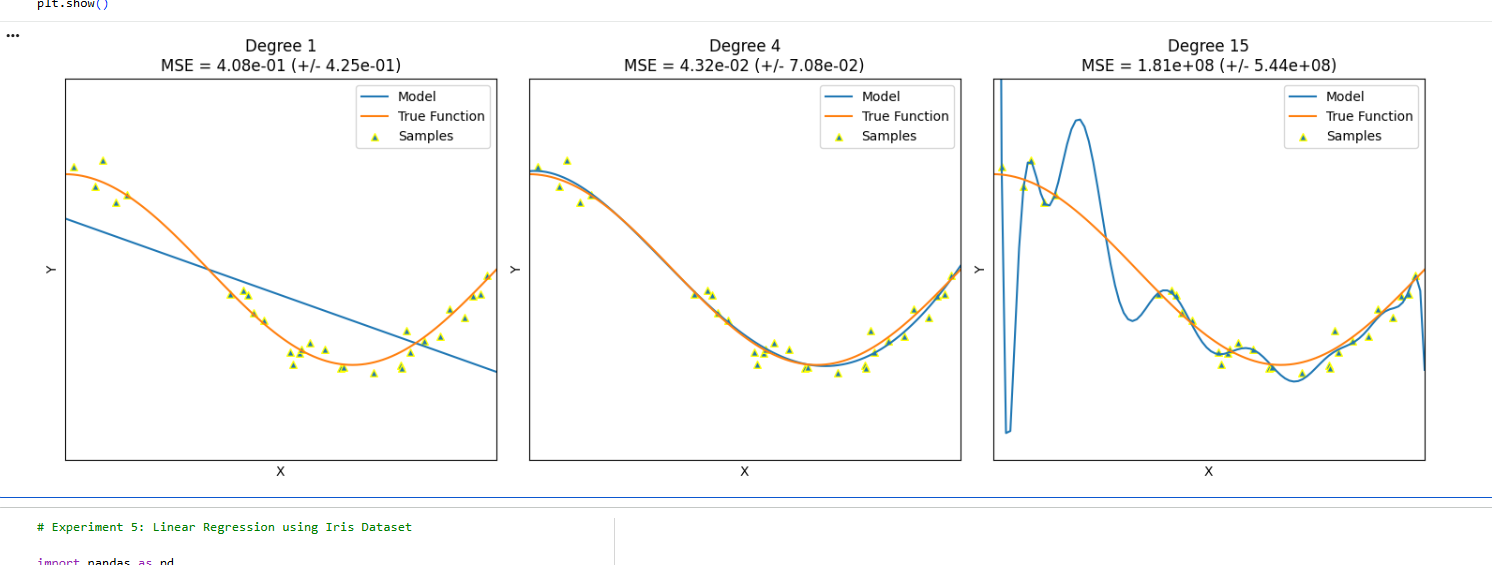 plt.show()
...
Degree 1
MSE = 4.08e-01 (+/- 4.25e-01)
Model
True Function
Samples
Y
X
Degree 4
MSE = 4.32e-02 (+/- 7.08e-02)
Model
True Function
Samples
Y
X
Degree 15
MSE = 1.81e+08 (+/- 5.44e+08)
Model
True Function
Samples
Y
X
# Experiment 5: Linear Regression using Iris Dataset
import pandas as pd